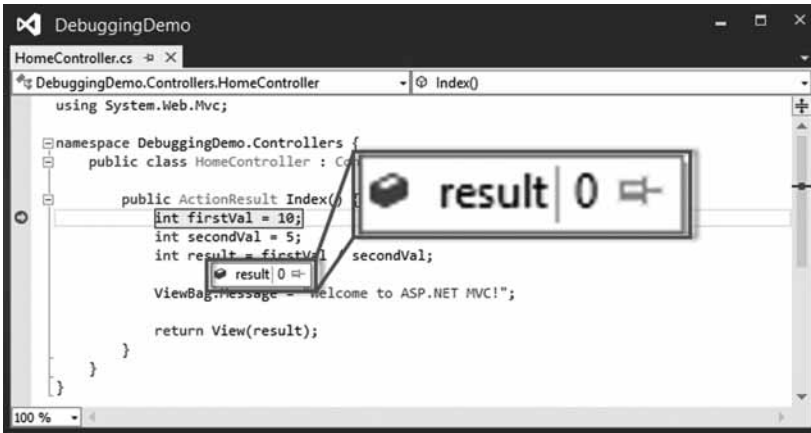 DebuggingDemo
HomeController.cs
DebuggingDemo.Controllers.HomeController Index()
using System.Web.Mvc;
namespace DebuggingDemo.Controllers {
public class HomeController :
result 0
public ActionResult Index()
int firstVal = 10;
int secondVal = 5;
int result = firstVal secondVal;
result 0
ViewBag.Message = "Welcome to ASP.NET MVC!";
return View(result);
}
}
}
100 %